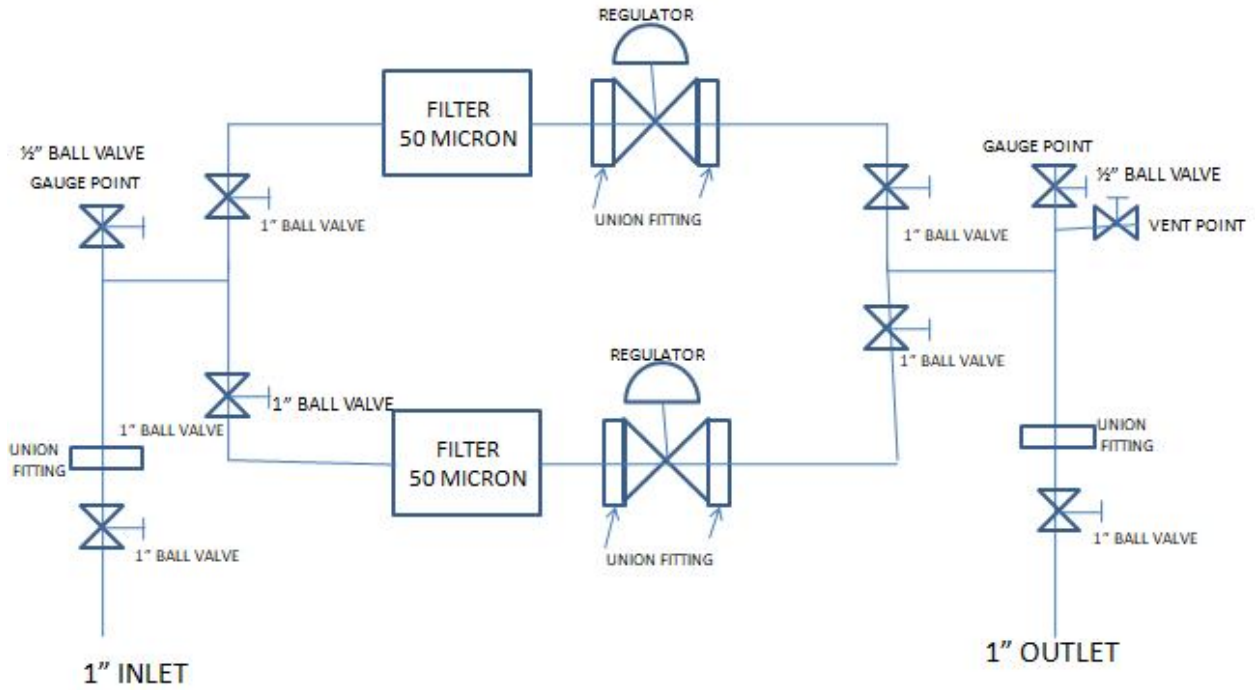 REGULATOR
FILTER
50 MICRON
½” BALL VALVE
GAUGE POINT
1” BALL VALVE
UNION FITTING
GAUGE POINT
½” BALL VALVE
VENT POINT
1” BALL VALVE
REGULATOR
1” BALL VALVE
1” BALL VALVE
1” BALL VALVE
UNION
FITTING
FILTER
50 MICRON
UNION
FITTING
1” BALL VALVE
UNION FITTING
1” BALL VALVE
1” INLET
1” OUTLET